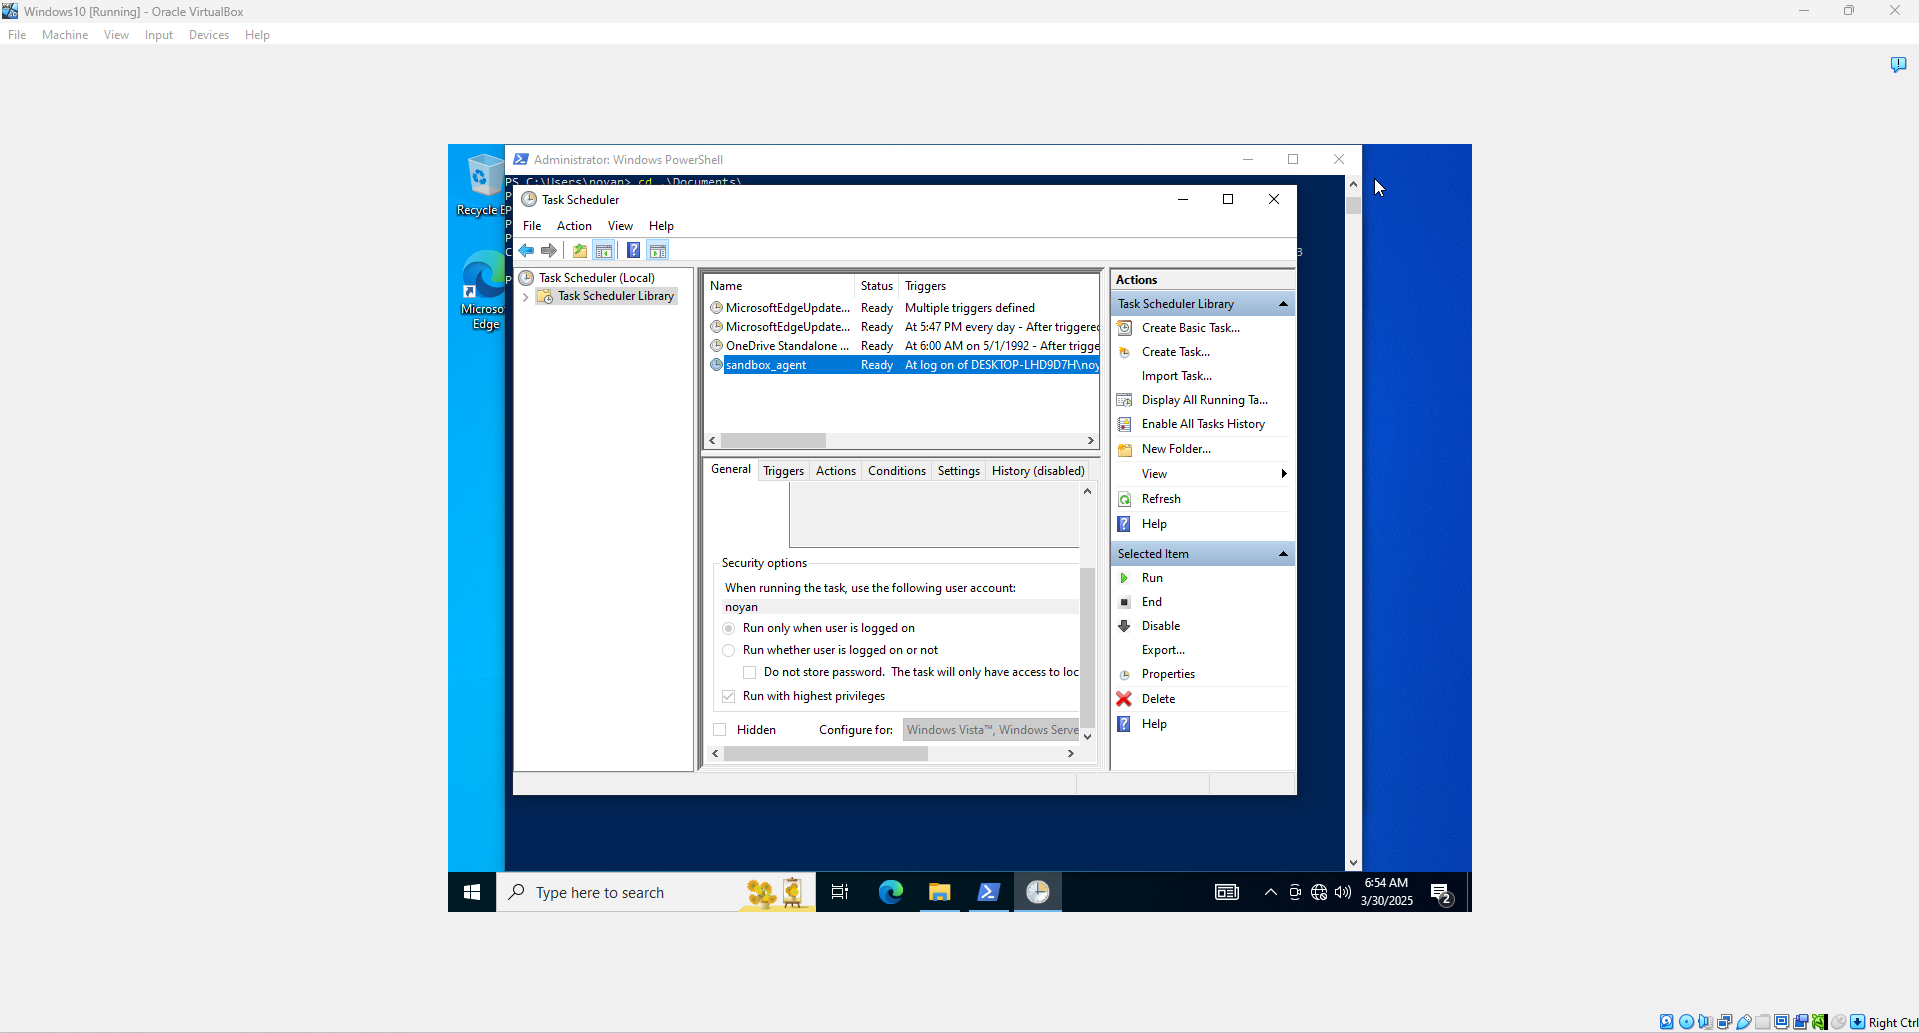 Windows10 [Running] - Oracle VirtualBox
File Machine View Input Devices Help
Recycle
Microso
Edge
Administrator: Windows PowerShell
PS C:\Users\noyan> cd .\Documents\
Task Scheduler
File Action View Help
Task Scheduler (Local)
Task Scheduler Library
Name Status Triggers
MicrosoftEdgeUpdate... Ready Multiple triggers defined
MicrosoftEdgeUpdate... Ready At 5:47 PM every day - After triggered
OneDrive Standalone ... Ready At 6:00 AM on 5/1/1992 - After trigge
sandbox_agent Ready At log on of DESKTOP-LHD9D7H\noy
General Triggers Actions Conditions Settings History (disabled)
Security options
When running the task, use the following user account:
noyan
Run only when user is logged on
Run whether user is logged on or not
Do not store password. The task will only have access to loc
Run with highest privileges
Hidden Configure for: Windows Vista™, Windows Serve
Actions
Task Scheduler Library
Create Basic Task...
Create Task...
Import Task...
Display All Running Ta...
Enable All Tasks History
New Folder...
View
Refresh
Help
Selected Item
Run
End
Disable
Export...
Properties
Delete
Help
Type here to search
6:54 AM
3/30/2025
2
Right Ctrl